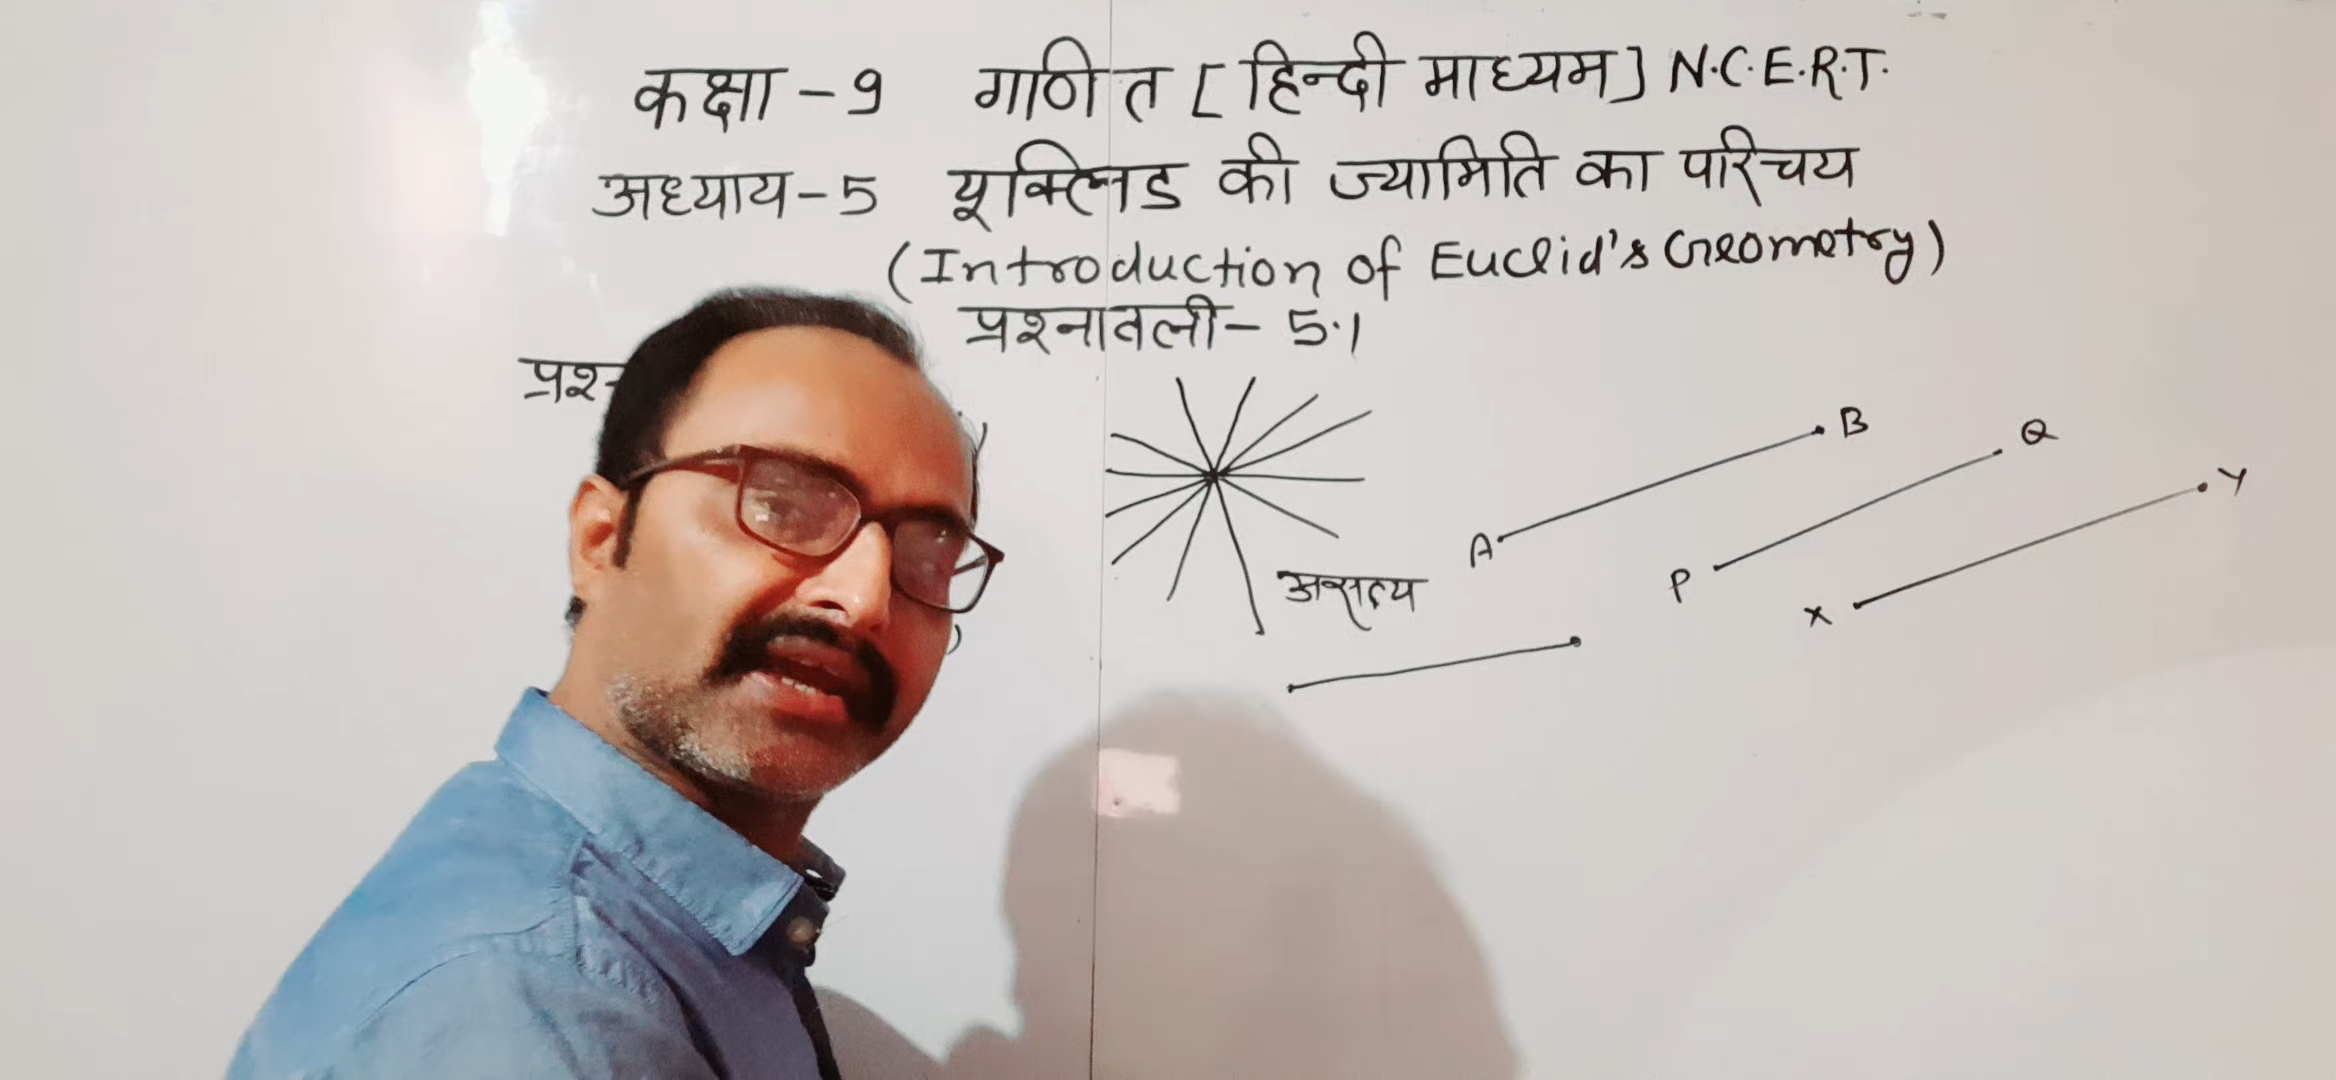 कक्षा - 9 गणित [हिन्दी माध्यम] N.C.E.R.T.
अध्याय-5 यूक्लिड की ज्यामिति का परिचय
(Introduction of Euclid's Geometry)
प्रश्नावली- 5.1
A B
P Q
X Y
असत्य